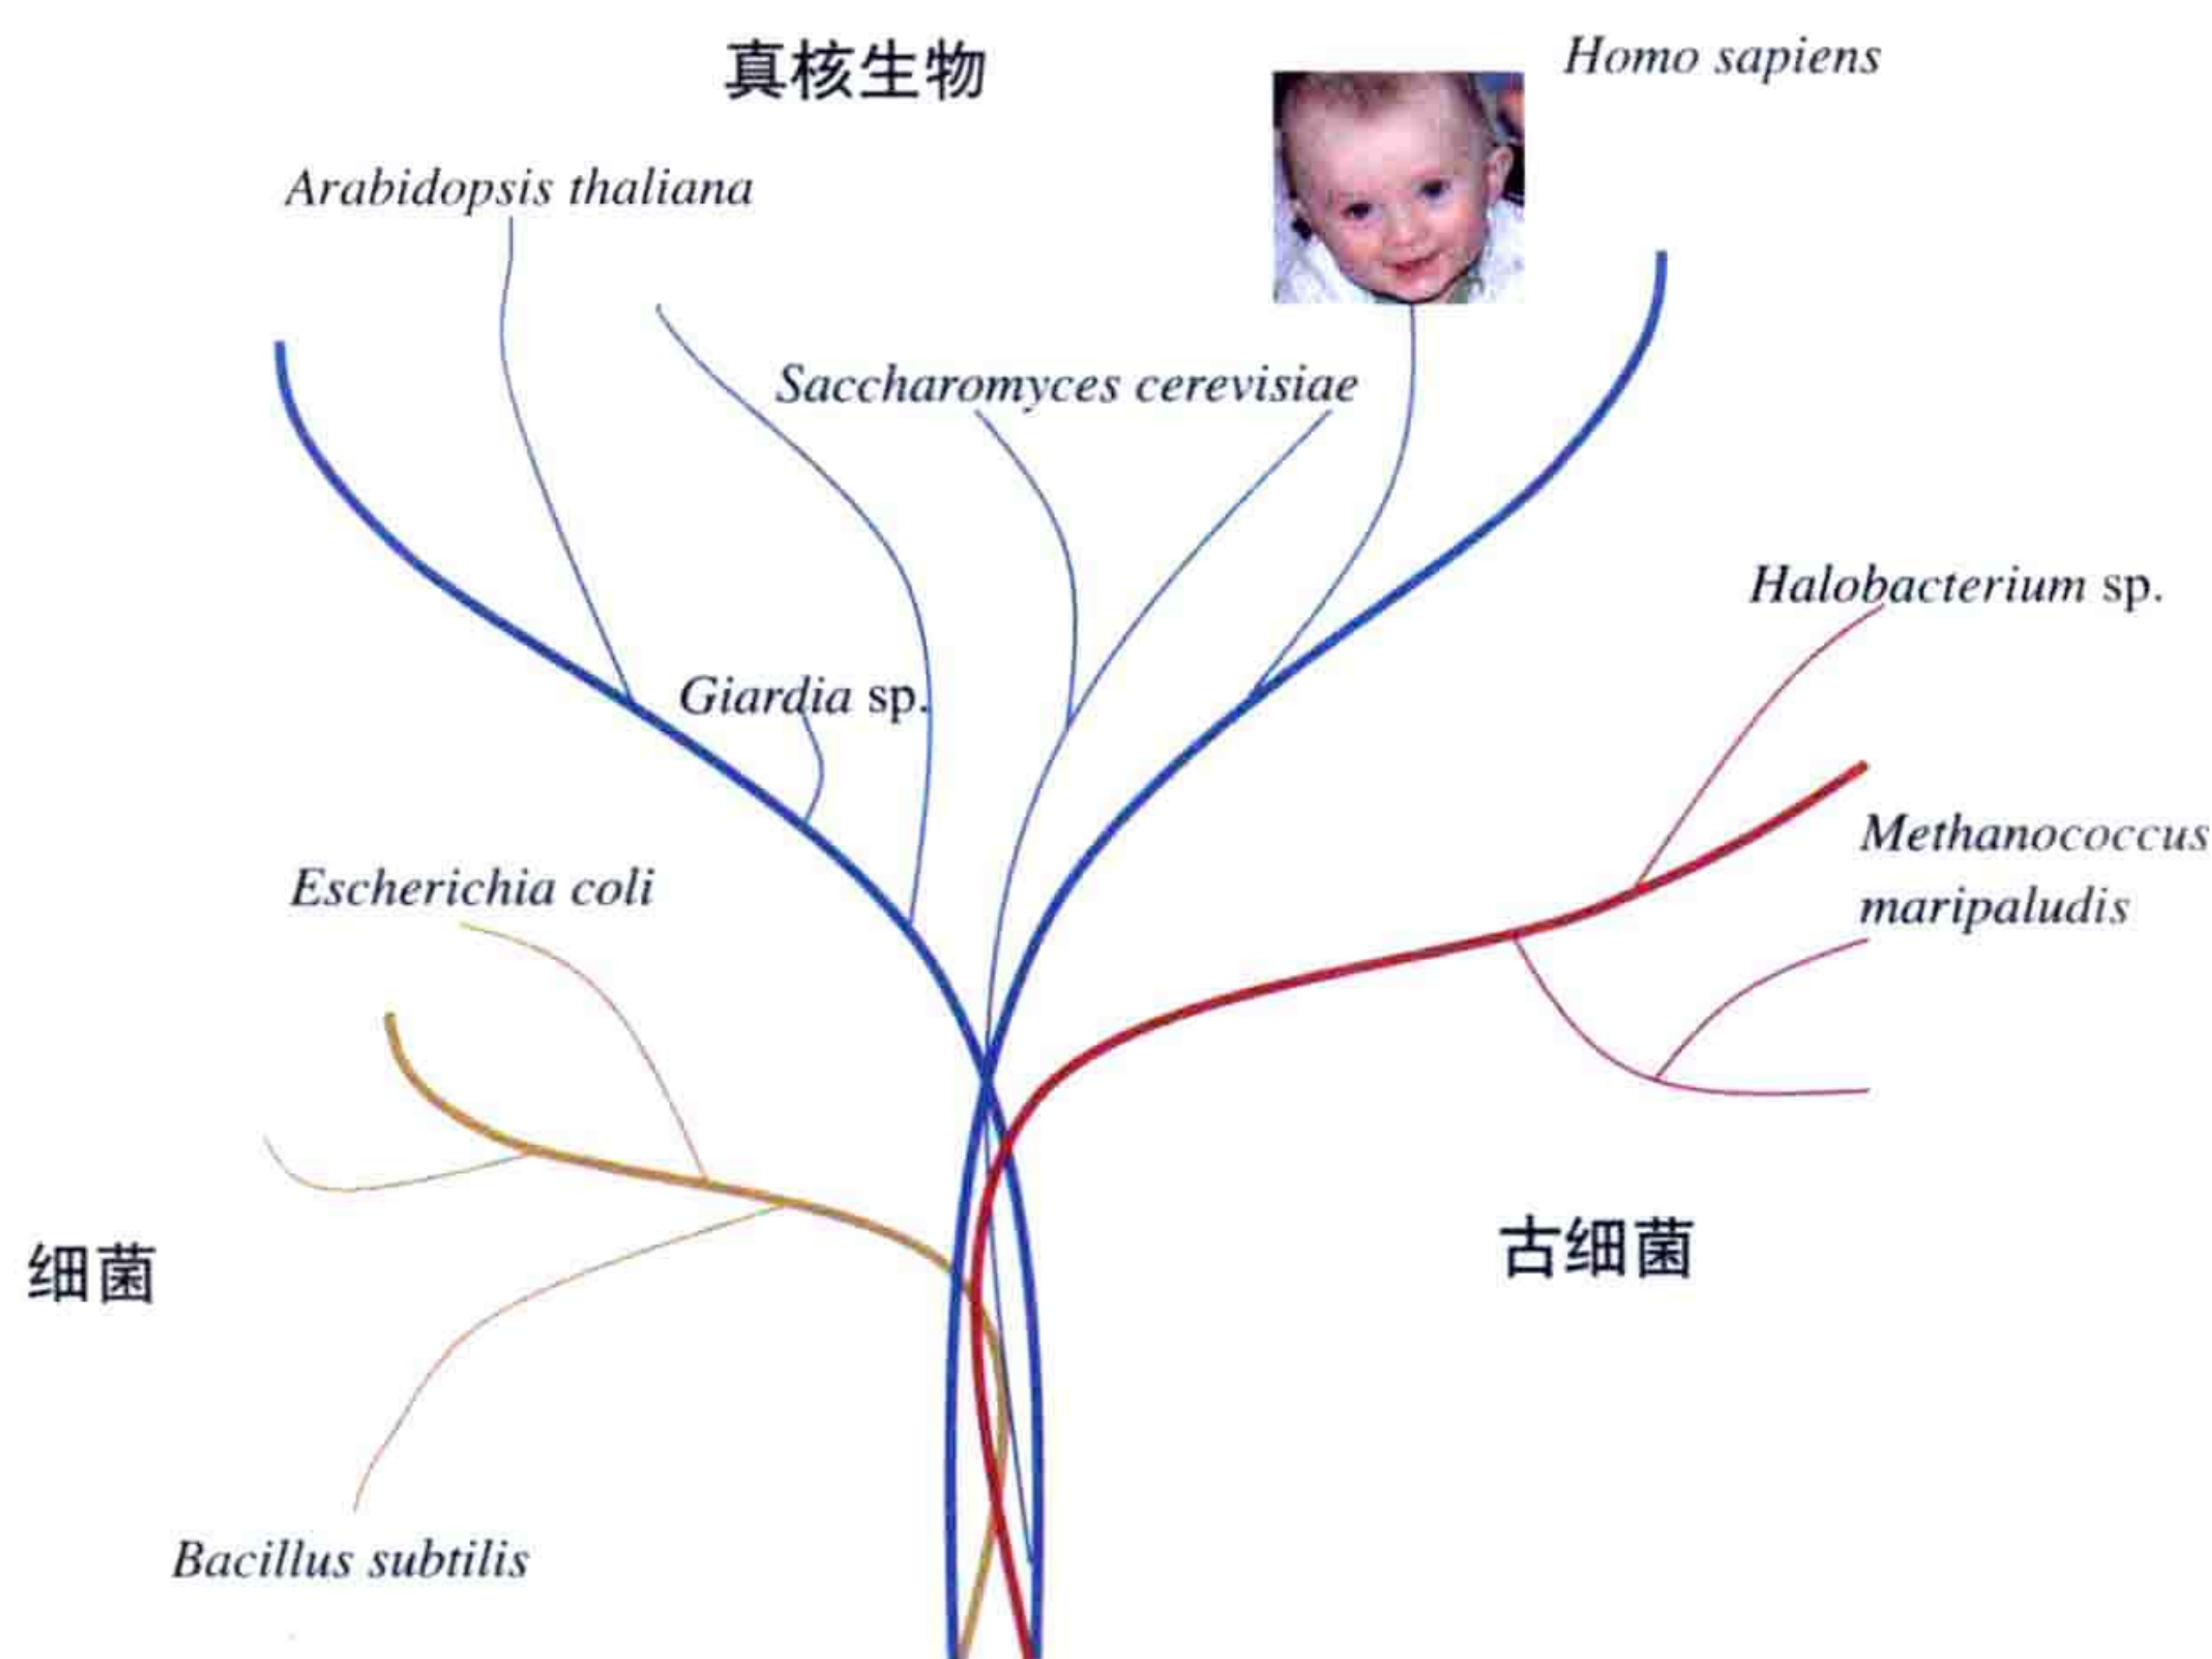 真核生物
Homo sapiens
Arabidopsis thaliana
Saccharomyces cerevisiae
Halobacterium sp.
Giardia sp.
Methanococcus
maripaludis
Escherichia coli
古细菌
细菌
Bacillus subtilis